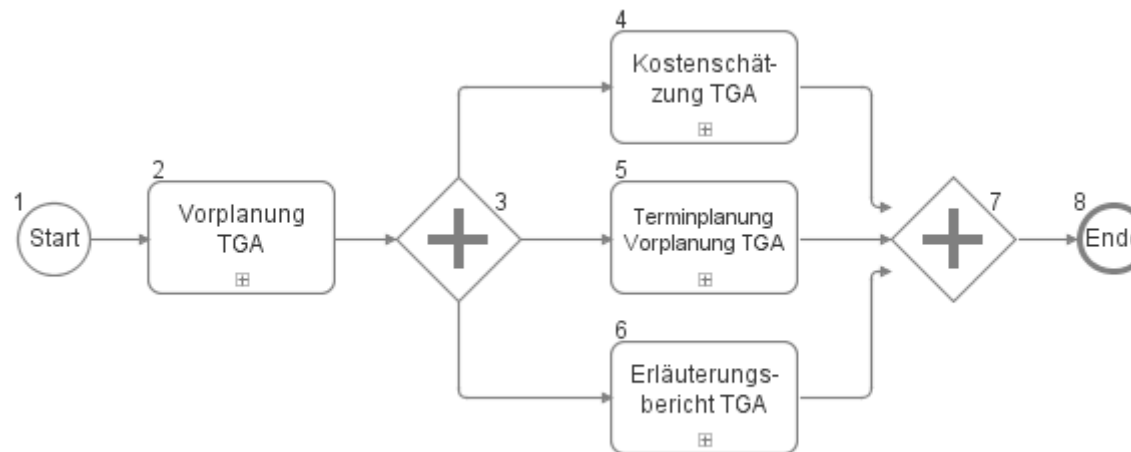 1
Start
2
Vorplanung
TGA
3
4
Kostenschät-
zung TGA
5
Terminplanung
Vorplanung TGA
6
Erläuterungs-
bericht TGA
7
8
Ende